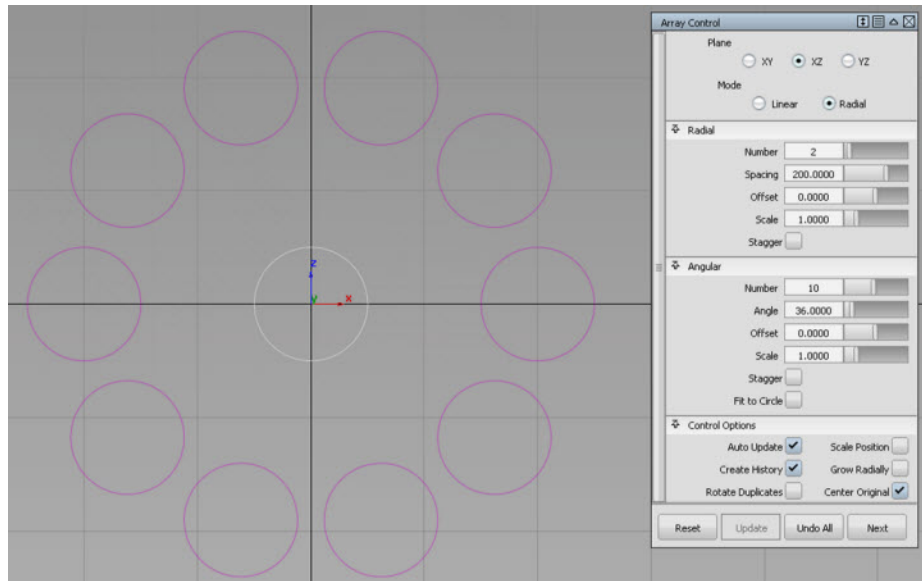 Array Control
Plane
XY XZ YZ
Mode
Linear Radial
Radial
Number 2
Spacing 200.0000
Offset 0.0000
Scale 1.0000
Stagger
Angular
Number 10
Angle 36.0000
Offset 0.0000
Scale 1.0000
Stagger
Fit to Circle
Control Options
Auto Update Scale Position
Create History Grow Radially
Rotate Duplicates Center Original
Reset Update Undo All Next
z
y x